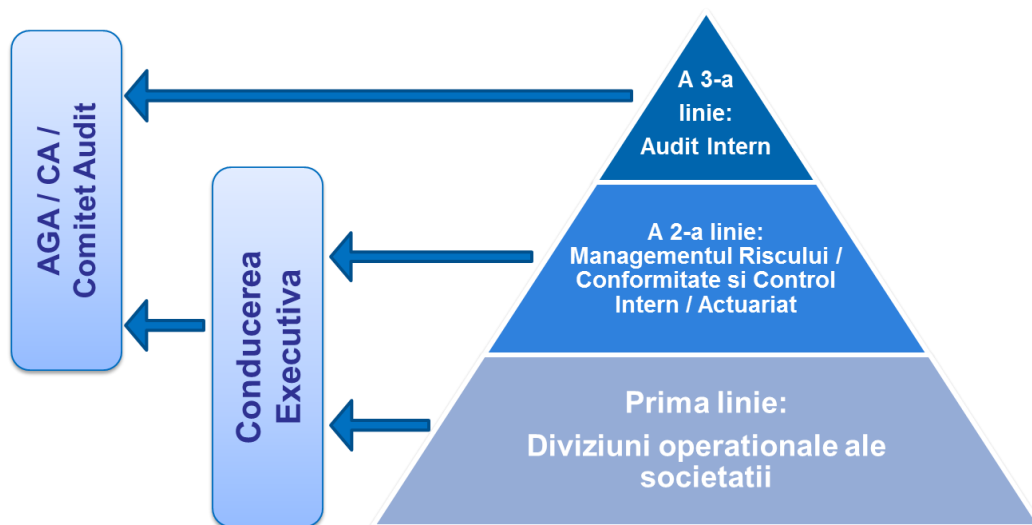 AGA / CA /
Comitet Audit
Conducerea
Executiva
A 3-a
linie:
Audit Intern
A 2-a linie:
Managementul Riscului /
Conformitate si Control
Intern / Actuariat
Prima linie:
Diviziuni operationale ale
societatii